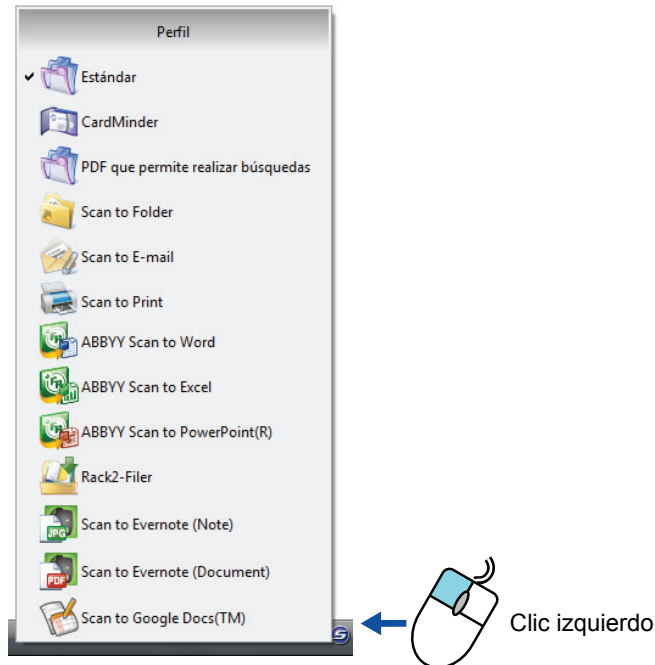 Perfil
Estándar
CardMinder
PDF que permite realizar búsquedas
Scan to Folder
Scan to E-mail
Scan to Print
ABBYY Scan to Word
ABBYY Scan to Excel
ABBYY Scan to PowerPoint(R)
Rack2-Filer
JPG
Scan to Evernote (Note)
PDF
Scan to Evernote (Document)
Scan to Google Docs(TM)
S
Clic izquierdo